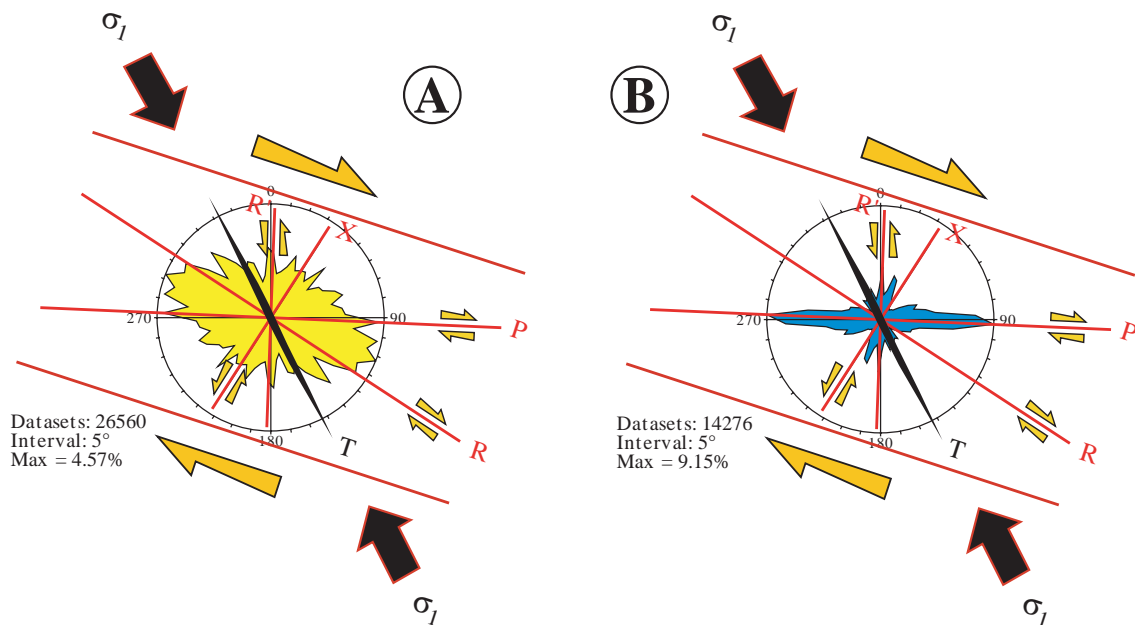 σ1
A
0
R'
X
270
90
P
Datasets: 26560
Interval: 5°
Max = 4.57%
180
T
R
σ1
σ1
B
0
R'
X
270
90
P
Datasets: 14276
Interval: 5°
Max = 9.15%
180
T
R
σ1